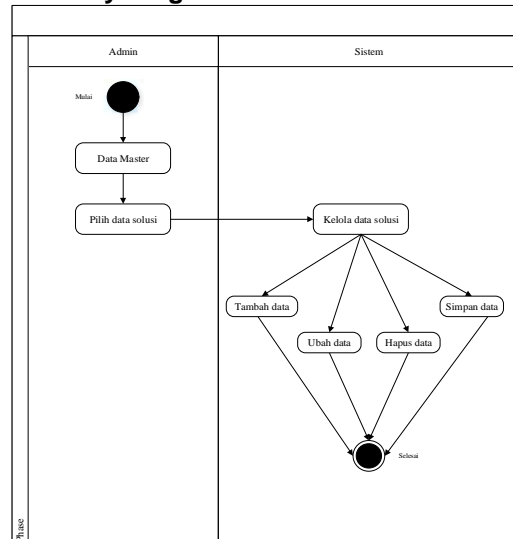 Admin
Sistem
Mulai
Data Master
Pilih data solusi
Kelola data solusi
Tambah data
Simpan data
Ubah data
Hapus data
Selesai
Phase